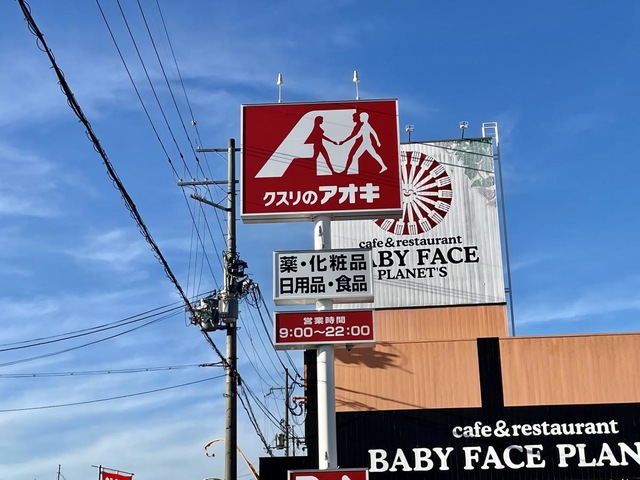 クスリのアオキ
薬・化粧品
日用品・食品
営業時間
9:00～22:00
cafe&restaurant
BABY FACE
PLANET'S
cafe&restaurant
BABY FACE PLAN